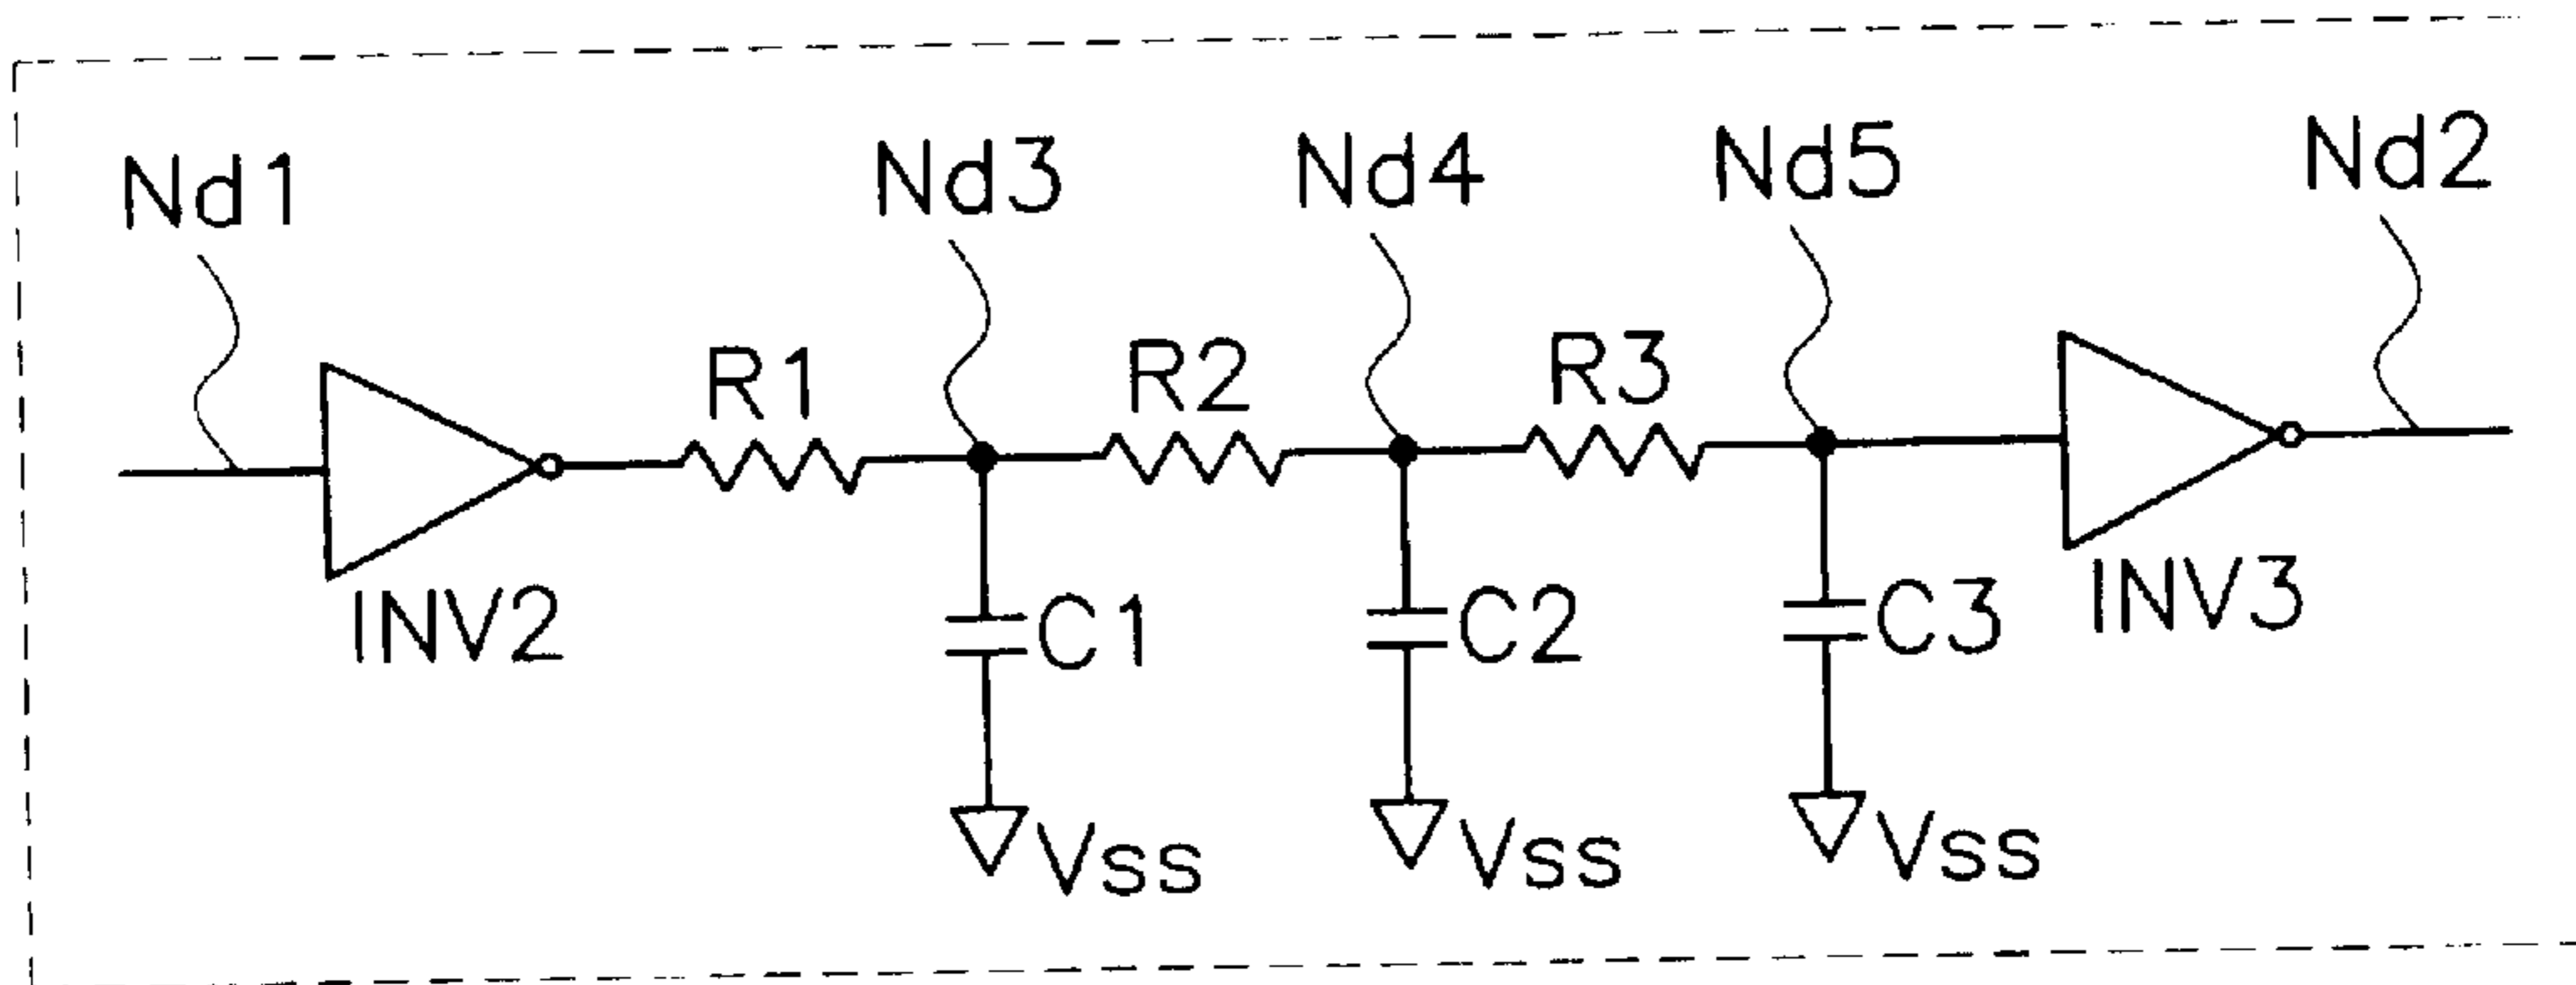 Nd1
Nd3
Nd4
Nd5
Nd2
R1
R2
R3
INV2
C1
C2
C3
INV3
Vss
Vss
Vss